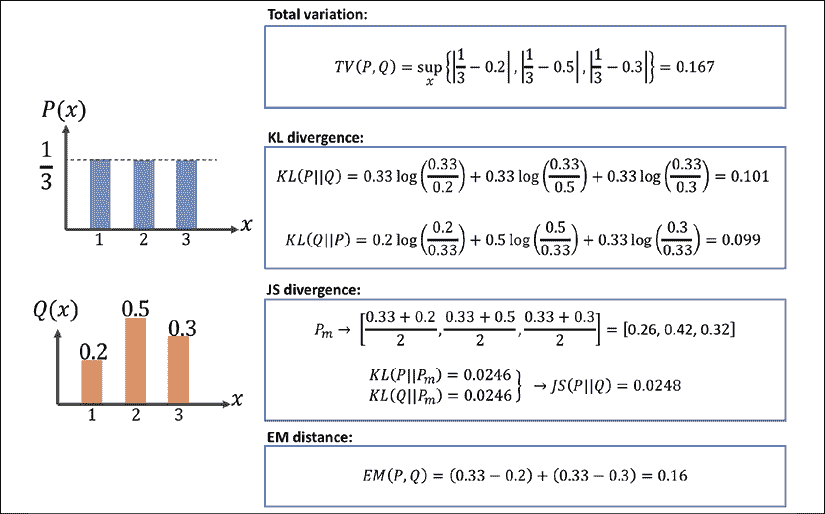 Total variation:
TV(P, Q) = sup_x {|1/3 − 0.2|, |1/3 − 0.5|, |1/3 − 0.3|} = 0.167
P(x)
1/3
1 2 3 x
KL divergence:
KL(P||Q) = 0.33 log(0.33/0.2) + 0.33 log(0.33/0.5) + 0.33 log(0.33/0.3) = 0.101
KL(Q||P) = 0.2 log(0.2/0.33) + 0.5 log(0.5/0.33) + 0.33 log(0.3/0.33) = 0.099
Q(x)
0.2 0.5 0.3
1 2 3 x
JS divergence:
P_m → [(0.33 + 0.2)/2, (0.33 + 0.5)/2, (0.33 + 0.3)/2] = [0.26, 0.42, 0.32]
KL(P||P_m) = 0.0246
KL(Q||P_m) = 0.0246 } → JS(P||Q) = 0.0248
EM distance:
EM(P, Q) = (0.33 − 0.2) + (0.33 − 0.3) = 0.16